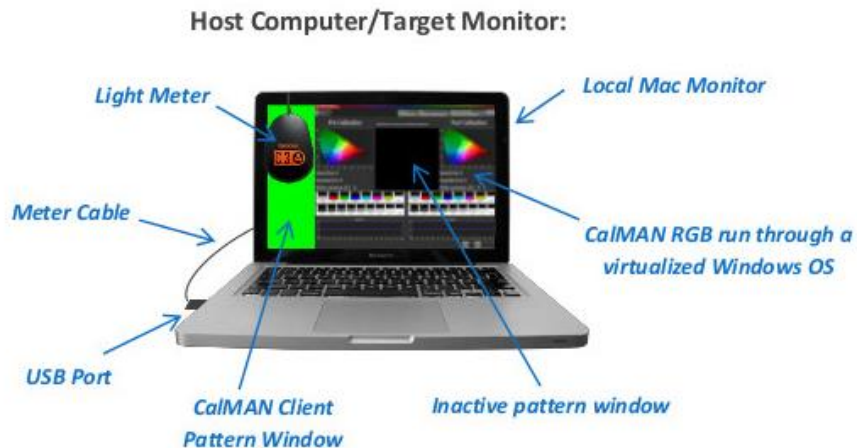 Host Computer/Target Monitor:
Light Meter
Local Mac Monitor
Meter Cable
CalMAN RGB run through a
virtualized Windows OS
USB Port
CalMAN Client
Pattern Window
Inactive pattern window